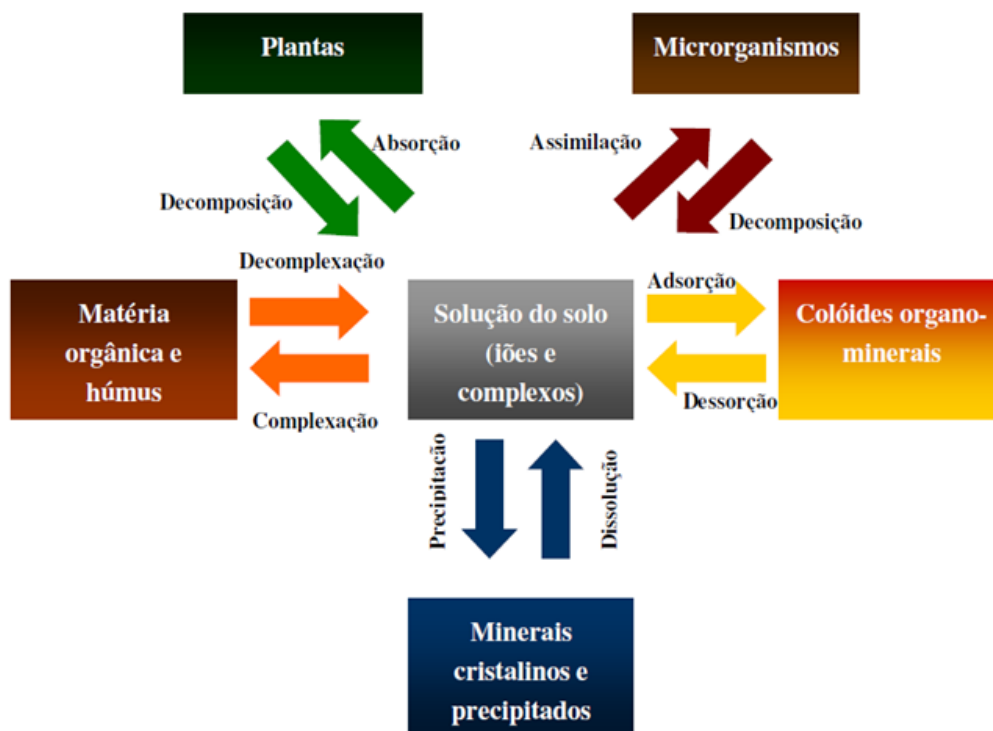 Plantas
Microrganismos
Absorção
Assimilação
Decomposição
Decomposição
Decomplexação
Adsorção
Matéria
orgânica e
húmus
Solução do solo
(iões e
complexos)
Colóides organo-
minerais
Complexação
Dessorção
Precipitação
Dissolução
Minerais
cristalinos e
precipitados